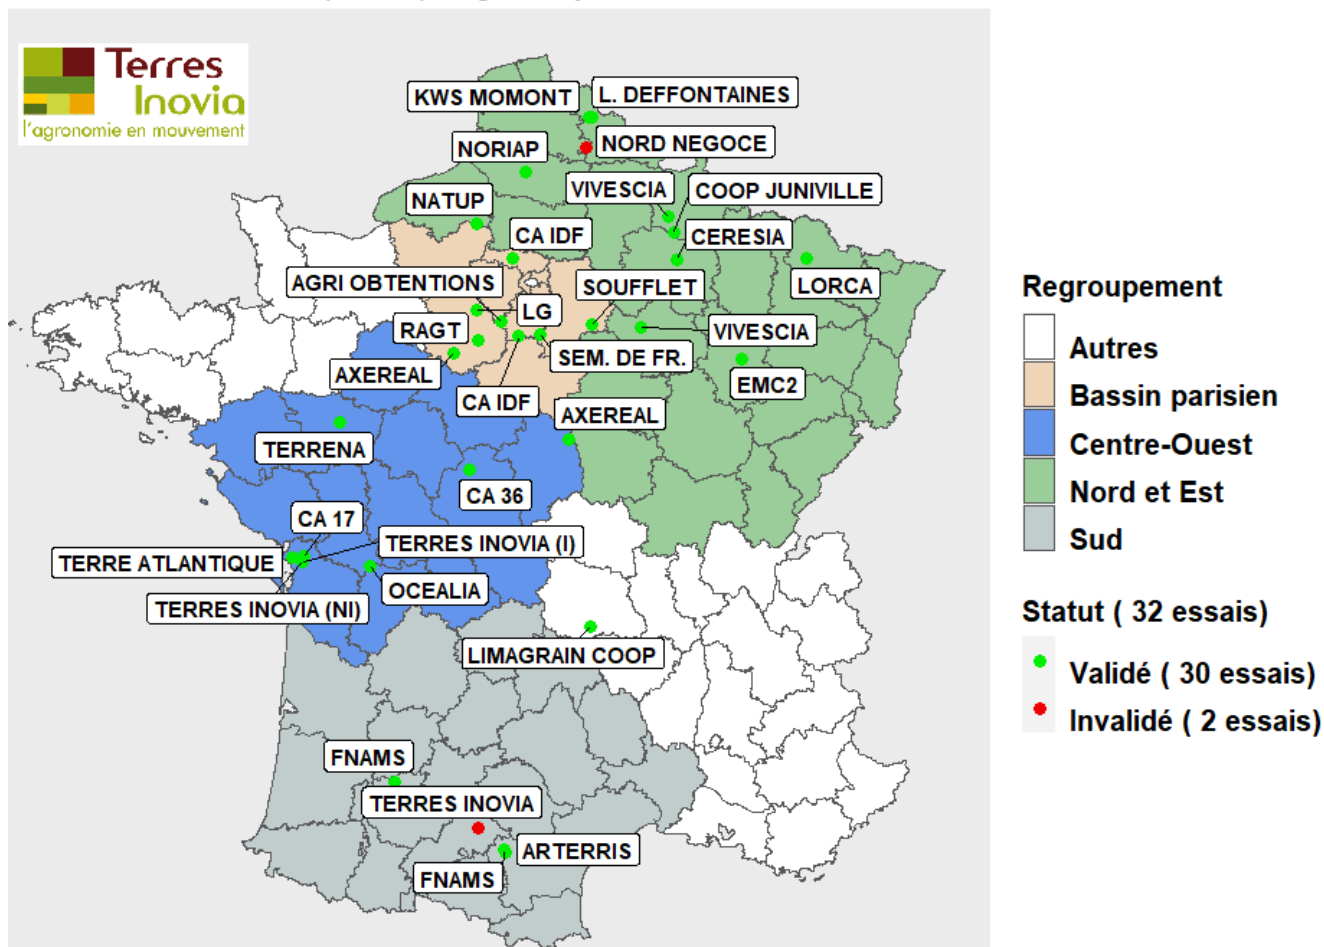 Terres
Inovia
l'agronomie en mouvement
KWS MOMONT
L. DEFFONTAINES
NORD NEGOCE
NORIAP
VIVESCIA
COOP JUNIVILLE
NATUP
CA IDF
CERESIA
AGRI OBTENTIONS
SOUFFLET
LORCA
LG
RAGT
VIVESCIA
SEM. DE FR.
AXEREAL
EMC2
CA IDF
AXEREAL
TERRENA
CA 36
CA 17
TERRES INOVIA (I)
TERRE ATLANTIQUE
OCEALIA
TERRES INOVIA (NI)
LIMAGRAIN COOP
FNAMS
TERRES INOVIA
ARTERRIS
FNAMS
Regroupement
Autres
Bassin parisien
Centre-Ouest
Nord et Est
Sud
Statut ( 32 essais)
Validé ( 30 essais)
Invalidé ( 2 essais)